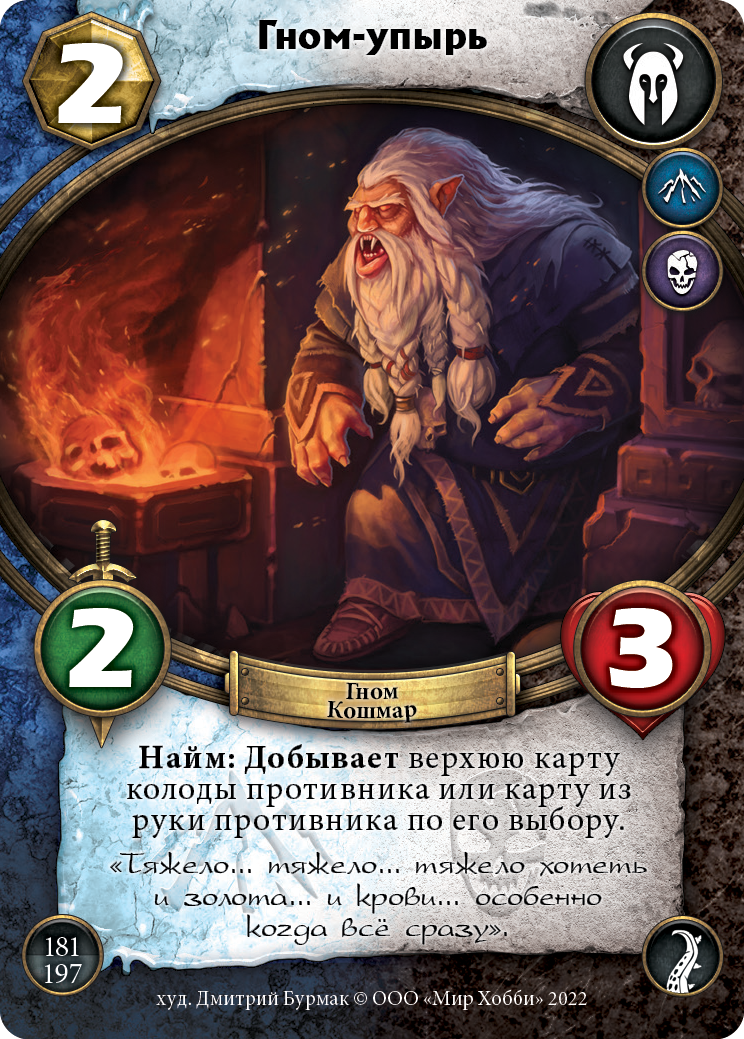 Гном-упырь
2
2
3
Гном
Кошмар
Найм: Добывает верхюю карту
колоды противника или карту из
руки противника по его выбору.
«Тяжело... тяжело... тяжело хотеть
и золота... и крови... особенно
когда всё сразу».
181
197
худ. Дмитрий Бурмак © ООО «Мир Хобби» 2022